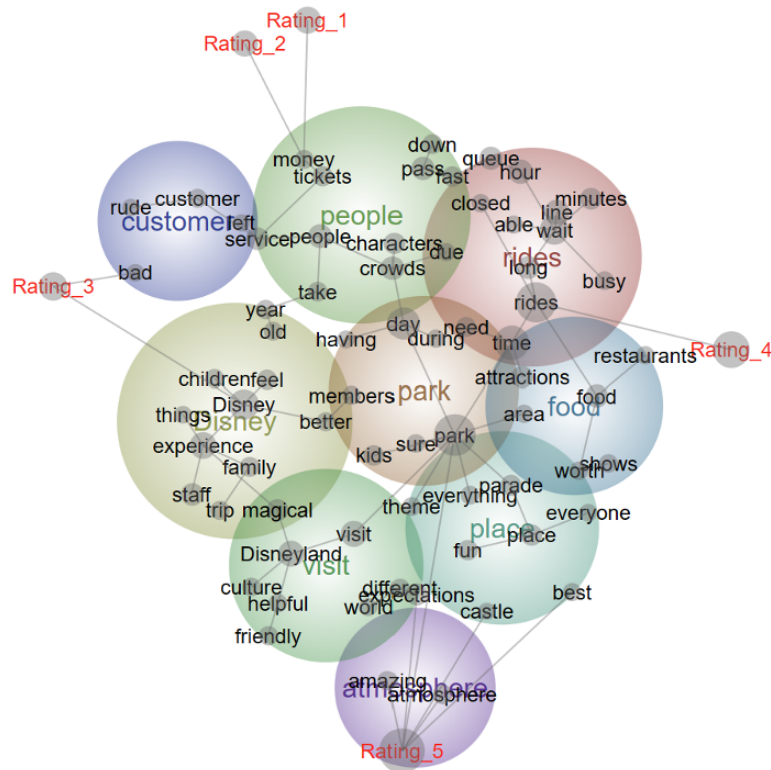 Rating_1
Rating_2
down
money
pass
queue
tickets
fast
hour
customer
closed
minutes
rude
people
line
customer
left
able
service
people
characters
wait
due
rides
bad
crowds
long
busy
Rating_3
take
rides
year
day
need
old
having
during
time
Rating_4
restaurants
children
feel
attractions
members
park
food
food
Disney
things
Disney
better
area
experience
sure
park
kids
family
worth
shows
staff
everything
parade
trip
magical
theme
everyone
visit
place
place
Disneyland
fun
visit
culture
different
expectations
best
helpful
world
castle
friendly
amazing
atmosphere
atmosphere
Rating_5